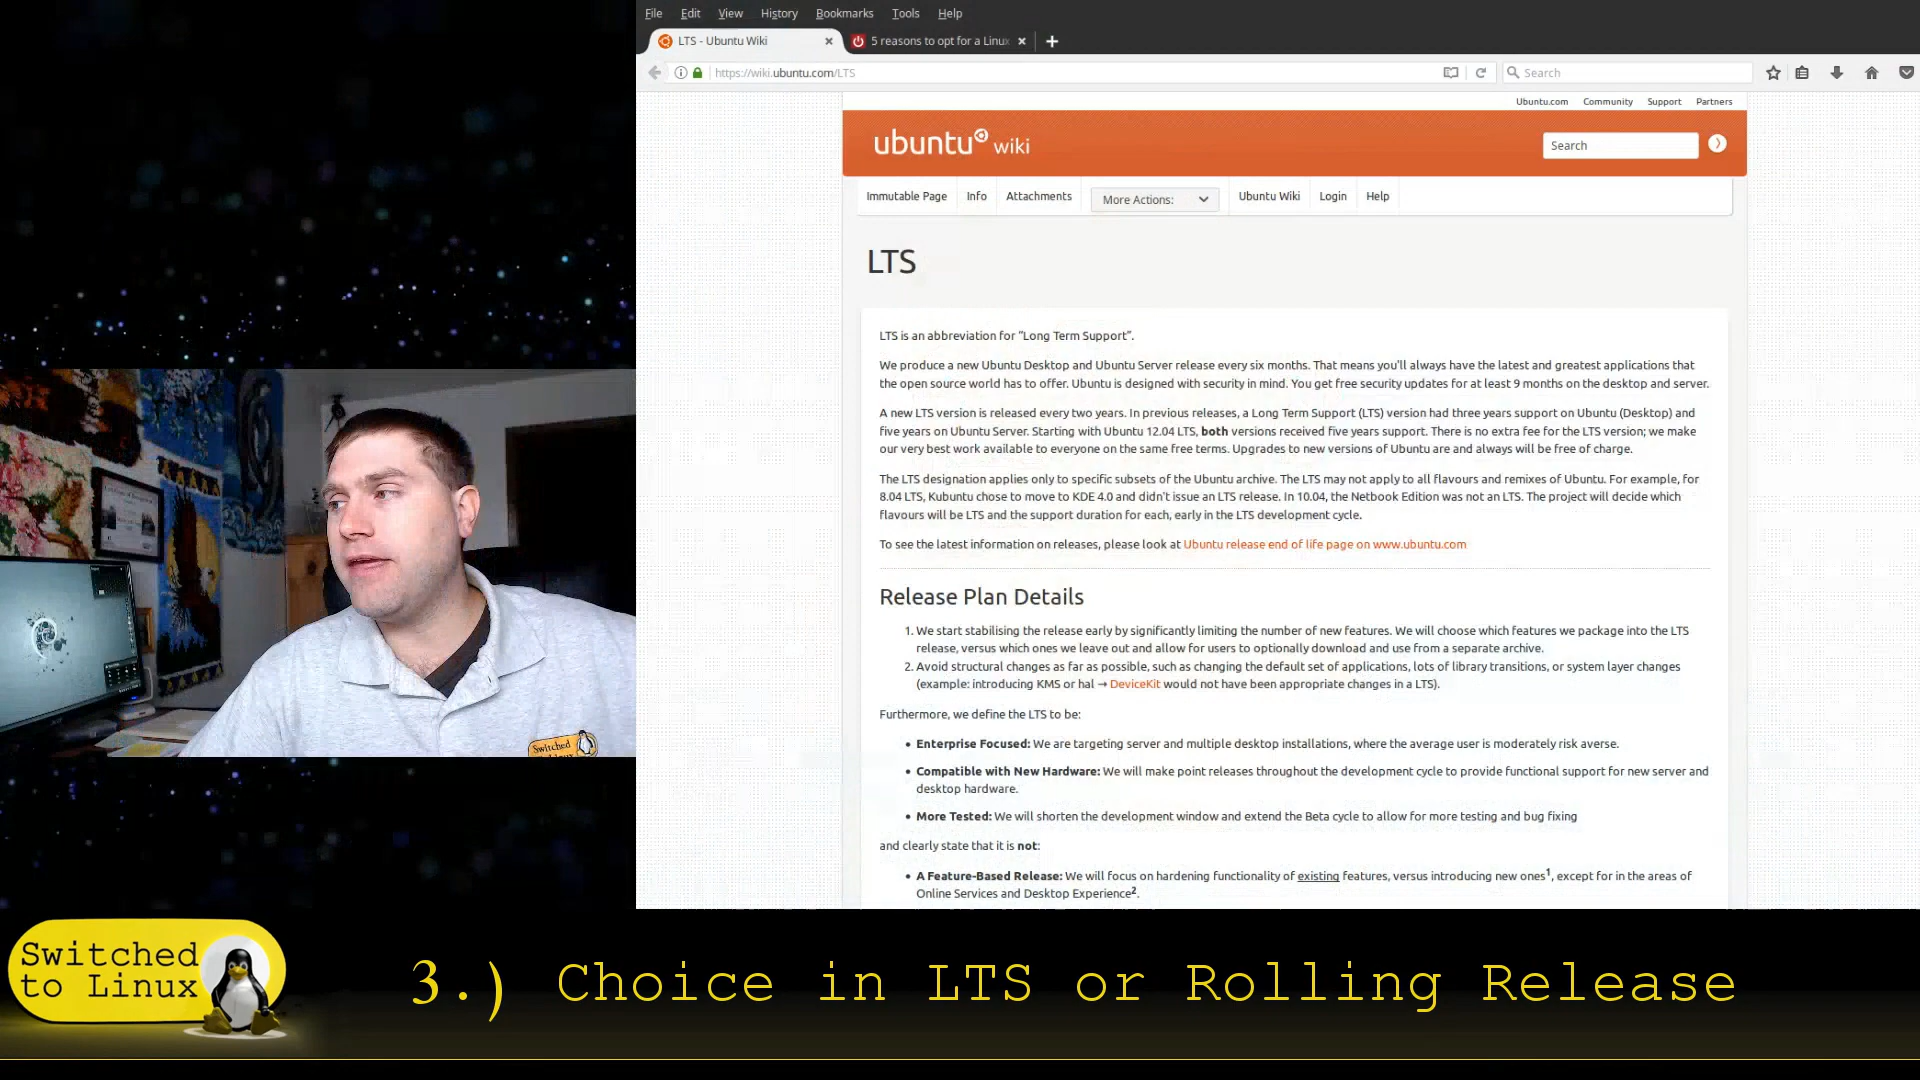 File Edit View History Bookmarks Tools Help
LTS - Ubuntu Wiki
5 reasons to opt for a Linux
https://wiki.ubuntu.com/LTS
Search
Ubuntu.com Community Support Partners
ubuntu wiki
Search
Immutable Page Info Attachments More Actions: Ubuntu Wiki Login Help
LTS
LTS is an abbreviation for "Long Term Support".
We produce a new Ubuntu Desktop and Ubuntu Server release every six months. That means you'll always have the latest and greatest applications that
the open source world has to offer. Ubuntu is designed with security in mind. You get free security updates for at least 9 months on the desktop and server.
A new LTS version is released every two years. In previous releases, a Long Term Support (LTS) version had three years support on Ubuntu (Desktop) and
five years on Ubuntu Server. Starting with Ubuntu 12.04 LTS, both versions received five years support. There is no extra fee for the LTS version; we make
our very best work available to everyone on the same free terms. Upgrades to new versions of Ubuntu are and always will be free of charge.
The LTS designation applies only to specific subsets of the Ubuntu archive. The LTS may not apply to all flavours and remixes of Ubuntu. For example, for
8.04 LTS, Kubuntu chose to move to KDE 4.0 and didn't issue an LTS release. In 10.04, the Netbook Edition was not an LTS. The project will decide which
flavours will be LTS and the support duration for each, early in the LTS development cycle.
To see the latest information on releases, please look at Ubuntu release end of life page on www.ubuntu.com
Release Plan Details
1. We start stabilising the release early by significantly limiting the number of new features. We will choose which features we package into the LTS
release, versus which ones we leave out and allow for users to optionally download and use from a separate archive.
2. Avoid structural changes as far as possible, such as changing the default set of applications, lots of library transitions, or system layer changes
(example: introducing KMS or hal → DeviceKit would not have been appropriate changes in a LTS).
Furthermore, we define the LTS to be:
• Enterprise Focused: We are targeting server and multiple desktop installations, where the average user is moderately risk averse.
• Compatible with New Hardware: We will make point releases throughout the development cycle to provide functional support for new server and
desktop hardware.
• More Tested: We will shorten the development window and extend the Beta cycle to allow for more testing and bug fixing
and clearly state that it is not:
• A Feature-Based Release: We will focus on hardening functionality of existing features, versus introducing new ones1, except for in the areas of
Online Services and Desktop Experience2.
Switched
Switched
to Linux
3.) Choice in LTS or Rolling Release